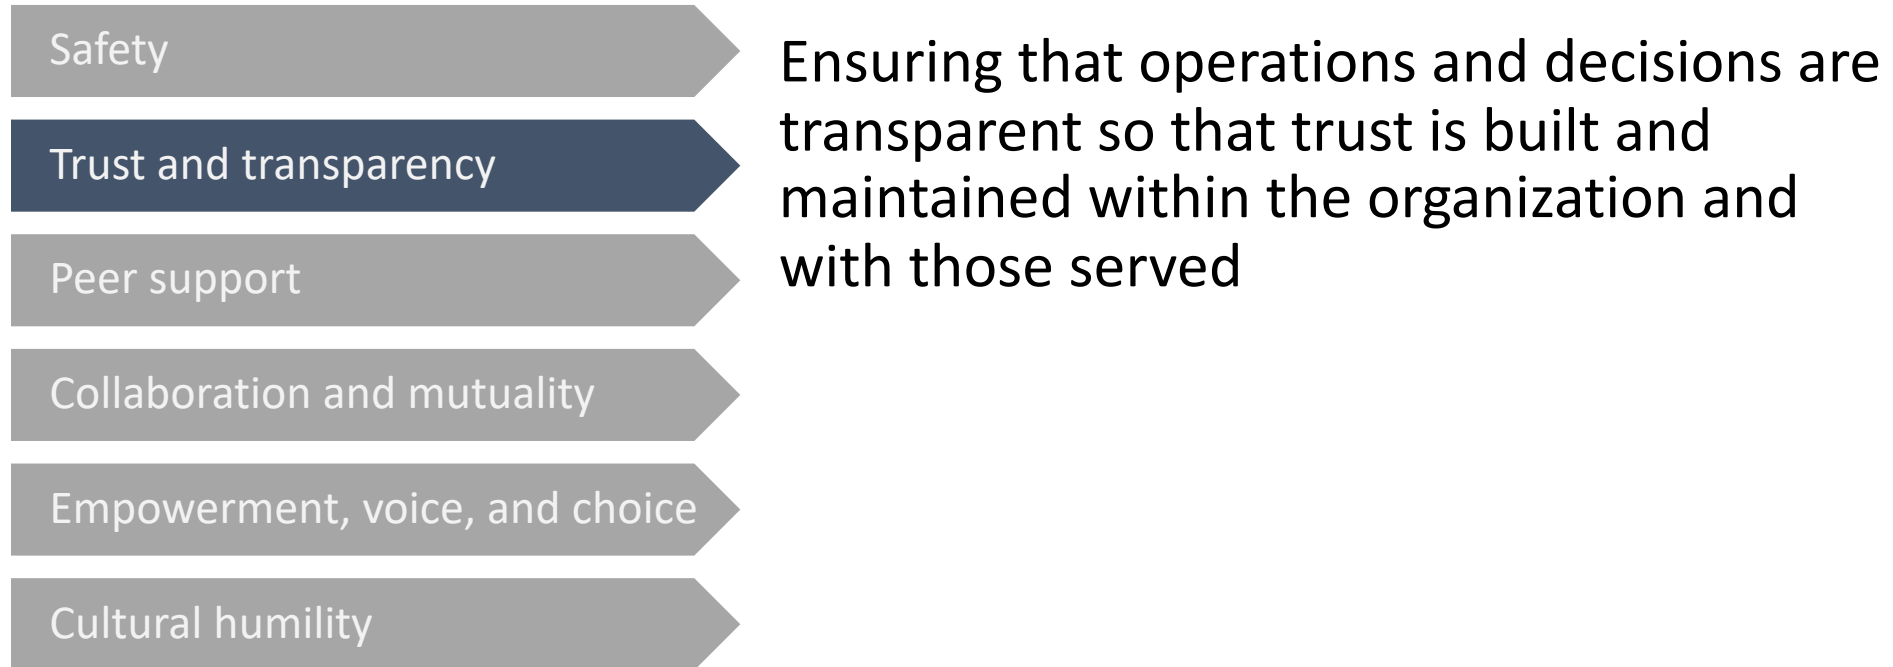 Safety
Trust and transparency
Peer support
Collaboration and mutuality
Empowerment, voice, and choice
Cultural humility
Ensuring that operations and decisions are
transparent so that trust is built and
maintained within the organization and
with those served